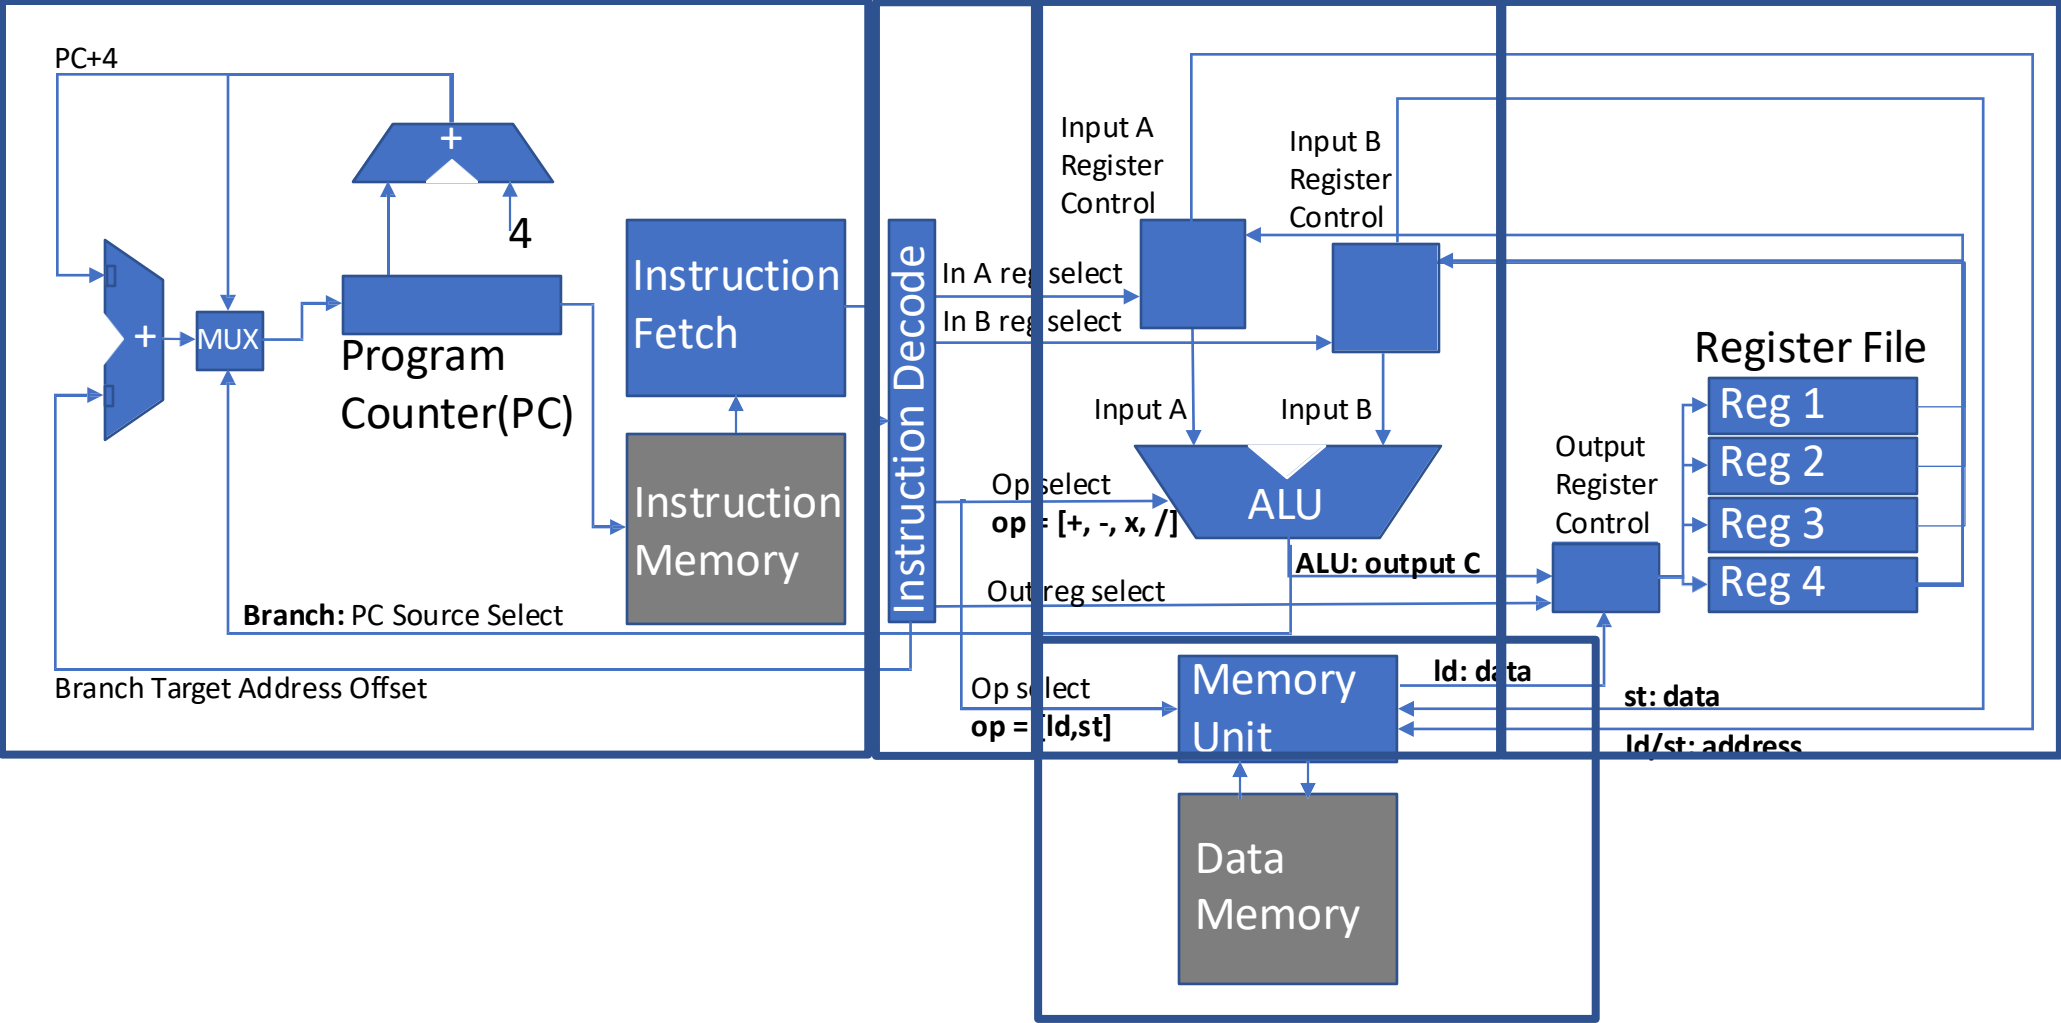 PC+4
+
4
+
MUX
Program
Counter(PC)
Instruction
Fetch
Instruction
Memory
Branch: PC Source Select
Branch Target Address Offset
Instruction Decode
In A reg select
In B reg select
Op select
op = [+, -, x, /]
Out reg select
Op select
op = [ld,st]
Input A
Register
Control
Input B
Register
Control
Input A
Input B
ALU
ALU: output C
Memory
Unit
Data
Memory
ld: data
st: data
ld/st: address
Output
Register
Control
Register File
Reg 1
Reg 2
Reg 3
Reg 4